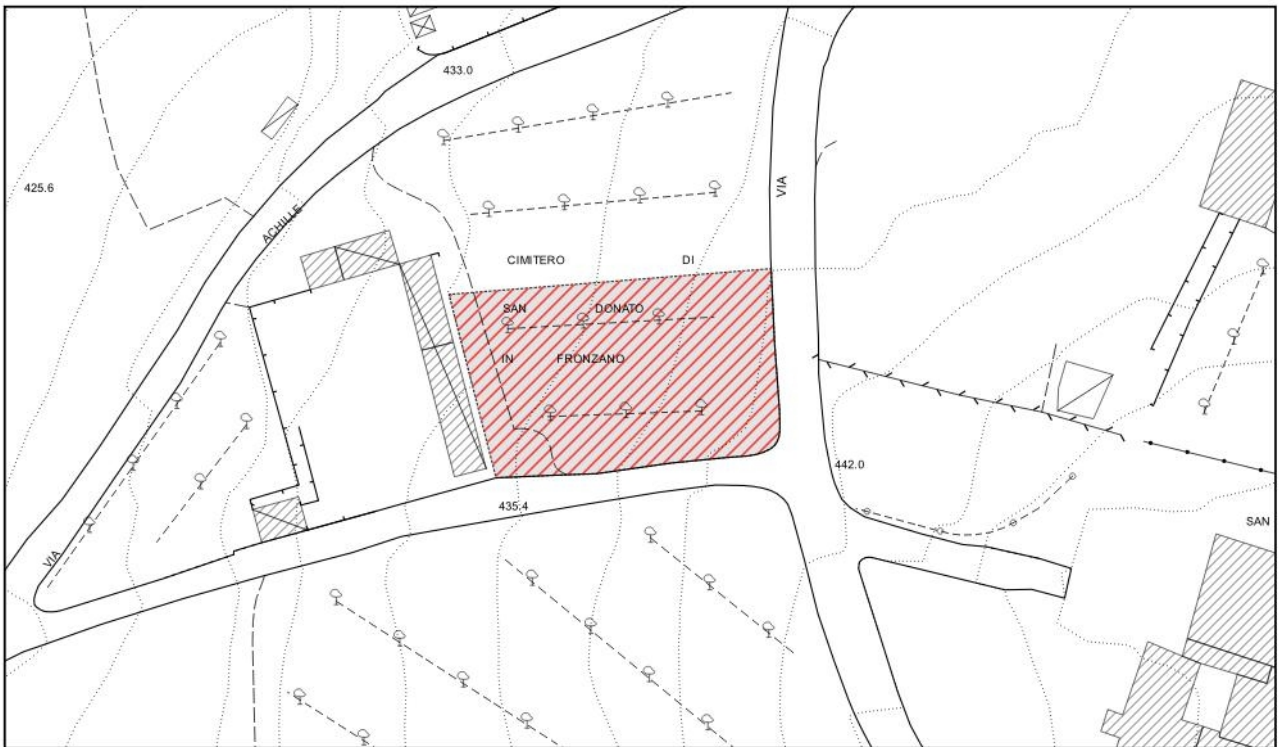 433.0
425.6
VIA
ACHILLE
CIMITERO DI
SAN DONATO
IN FRONZANO
442.0
435.4
SAN
VIA